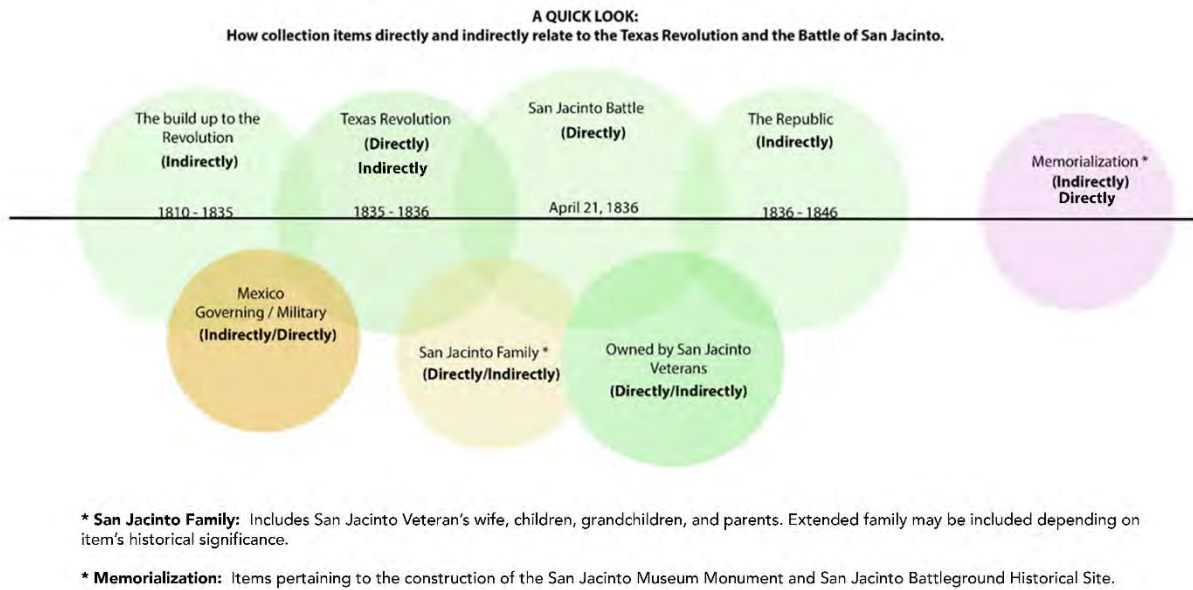 A QUICK LOOK:
How collection items directly and indirectly relate to the Texas Revolution and the Battle of San Jacinto.
The build up to the
Revolution
(Indirectly)
1810 - 1835
Texas Revolution
(Directly)
Indirectly
1835 - 1836
San Jacinto Battle
(Directly)
April 21, 1836
The Republic
(Indirectly)
1836 - 1846
Memorialization *
(Indirectly)
Directly
Mexico
Governing / Military
(Indirectly/Directly)
San Jacinto Family *
(Directly/Indirectly)
Owned by San Jacinto
Veterans
(Directly/Indirectly)
* San Jacinto Family: Includes San Jacinto Veteran's wife, children, grandchildren, and parents. Extended family may be included depending on
item's historical significance.
* Memorialization: Items pertaining to the construction of the San Jacinto Museum Monument and San Jacinto Battleground Historical Site.